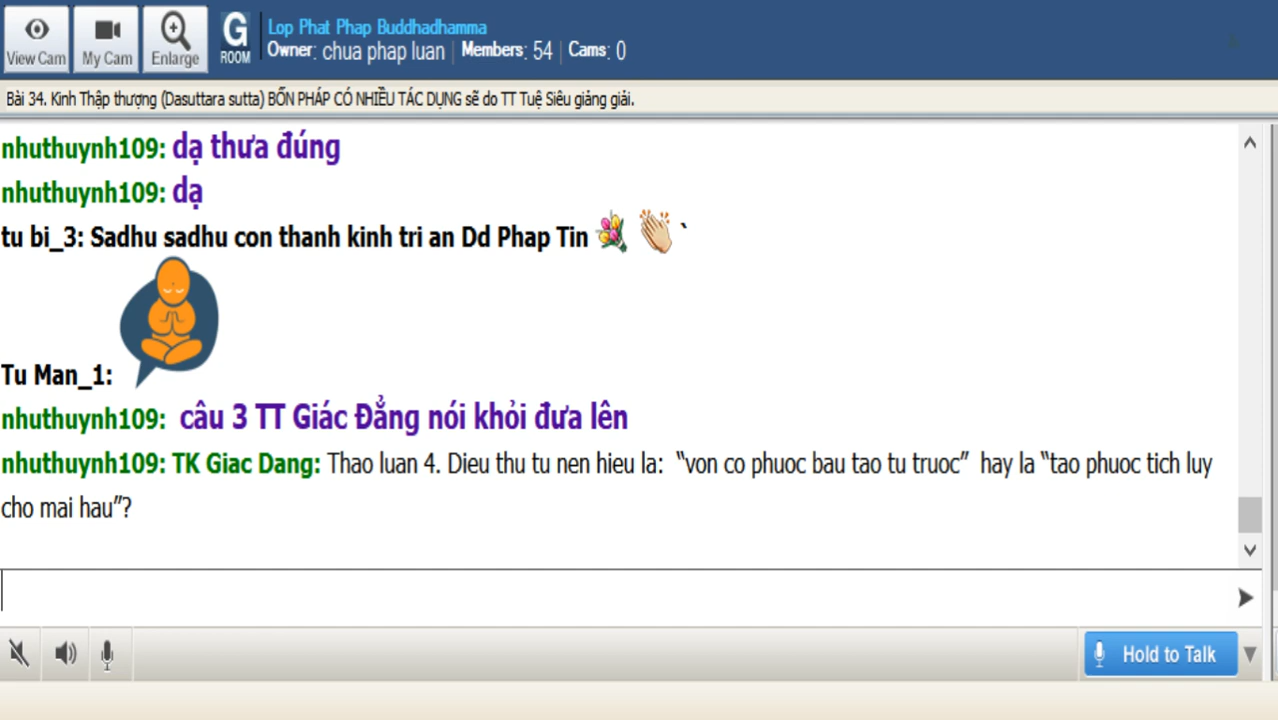 View Cam
My Cam
Enlarge
G
ROOM
Lop Phat Phap Buddhadhamma
Owner: chua phap luan | Members: 54 | Cams: 0
Bài 34. Kinh Thập thượng (Dasuttara sutta) BỐN PHÁP CÓ NHIỀU TÁC DỤNG sẽ do TT Tuệ Siêu giảng giải.
nhuthuynh109: dạ thưa đúng
nhuthuynh109: dạ
tu bi_3: Sadhu sadhu con thanh kinh tri an Dd Phap Tin `
Tu Man_1:
nhuthuynh109: câu 3 TT Giác Đẳng nói khỏi đưa lên
nhuthuynh109: TK Giac Dang: Thao luan 4. Dieu thu tu nen hieu la: “von co phuoc bau tao tu truoc” hay la “tao phuoc tich luy
cho mai hau”?
Hold to Talk